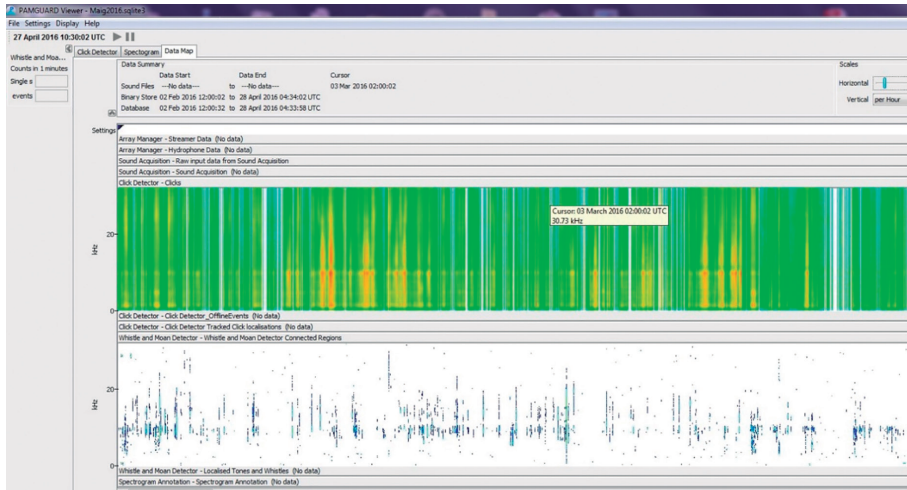 PAMGUARD Viewer - Maig2016.sqlite3
File Settings Display Help
27 April 2016 10:30:02 UTC
Whistle and Moa...
Counts in 1 minutes
Single s
events
Click Detector Spectrogram Data Map
Data Summary
Data Start Data End Cursor
Sound Files ---No data--- to ---No data--- 03 Mar 2016 02:00:02
Binary Store 02 Feb 2016 12:00:02 to 28 April 2016 04:34:02 UTC
Database 02 Feb 2016 12:00:32 to 28 April 2016 04:33:58 UTC
Scales
Horizontal
Vertical per Hour
Settings
Array Manager - Streamer Data (No data)
Array Manager - Hydrophone Data (No data)
Sound Acquisition - Raw input data from Sound Acquisition
Sound Acquisition - Sound Acquisition (No data)
Click Detector - Clicks
Cursor: 03 March 2016 02:00:02 UTC
30.73 kHz
20
kHz
0
Click Detector - Click Detector_OfflineEvents (No data)
Click Detector - Click Detector Tracked Click localisations (No data)
Whistle and Moan Detector - Whistle and Moan Detector Connected Regions
20
kHz
0
Whistle and Moan Detector - Localised Tones and Whistles (No data)
Spectrogram Annotation - Spectrogram Annotation (No data)